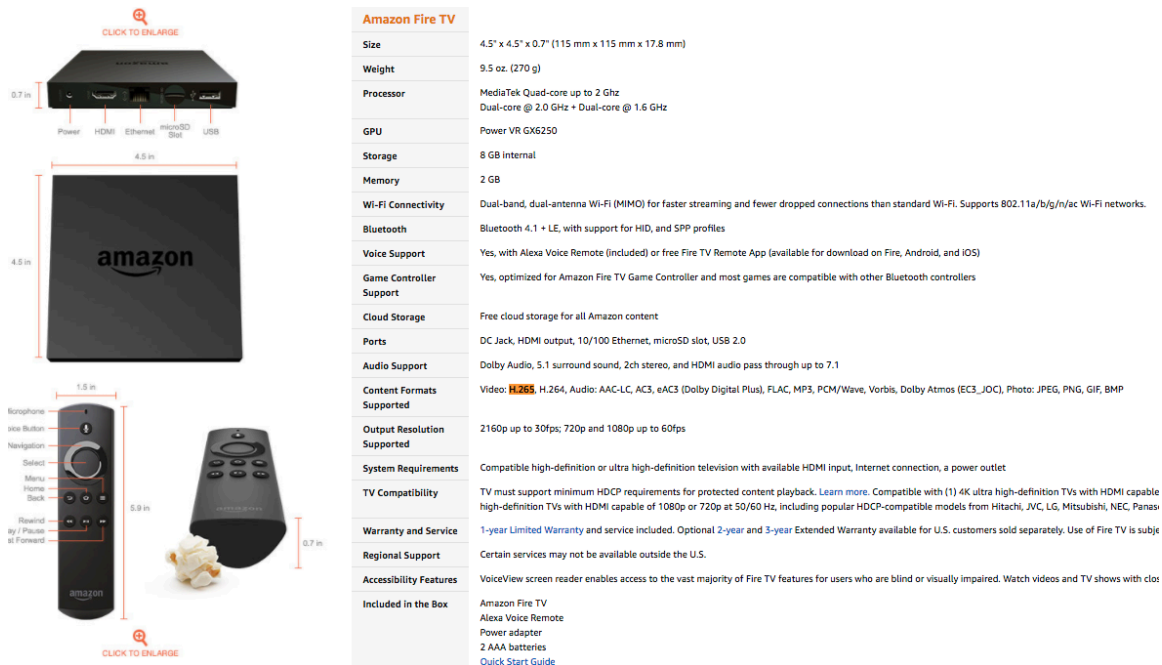 CLICK TO ENLARGE
0.7 in
Power HDMI Ethernet microSD Slot USB
4.5 in
4.5 in
amazon
1.5 in
icrophone
oice Button
Navigation
Select
Menu
Home
Back
5.9 in
Rewind
ay / Pause
st Forward
0.7 in
amazon
CLICK TO ENLARGE
Amazon Fire TV
Size 4.5" x 4.5" x 0.7" (115 mm x 115 mm x 17.8 mm)
Weight 9.5 oz. (270 g)
Processor MediaTek Quad-core up to 2 Ghz
Dual-core @ 2.0 GHz + Dual-core @ 1.6 GHz
GPU Power VR GX6250
Storage 8 GB internal
Memory 2 GB
Wi-Fi Connectivity Dual-band, dual-antenna Wi-Fi (MIMO) for faster streaming and fewer dropped connections than standard Wi-Fi. Supports 802.11a/b/g/n/ac Wi-Fi networks.
Bluetooth Bluetooth 4.1 + LE, with support for HID, and SPP profiles
Voice Support Yes, with Alexa Voice Remote (included) or free Fire TV Remote App (available for download on Fire, Android, and iOS)
Game Controller Support Yes, optimized for Amazon Fire TV Game Controller and most games are compatible with other Bluetooth controllers
Cloud Storage Free cloud storage for all Amazon content
Ports DC Jack, HDMI output, 10/100 Ethernet, microSD slot, USB 2.0
Audio Support Dolby Audio, 5.1 surround sound, 2ch stereo, and HDMI audio pass through up to 7.1
Content Formats Supported Video: H.265, H.264, Audio: AAC-LC, AC3, eAC3 (Dolby Digital Plus), FLAC, MP3, PCM/Wave, Vorbis, Dolby Atmos (EC3_JOC), Photo: JPEG, PNG, GIF, BMP
Output Resolution Supported 2160p up to 30fps; 720p and 1080p up to 60fps
System Requirements Compatible high-definition or ultra high-definition television with available HDMI input, Internet connection, a power outlet
TV Compatibility TV must support minimum HDCP requirements for protected content playback. Learn more. Compatible with (1) 4K ultra high-definition TVs with HDMI capable
high-definition TVs with HDMI capable of 1080p or 720p at 50/60 Hz, including popular HDCP-compatible models from Hitachi, JVC, LG, Mitsubishi, NEC, Panaso
Warranty and Service 1-year Limited Warranty and service included. Optional 2-year and 3-year Extended Warranty available for U.S. customers sold separately. Use of Fire TV is subje
Regional Support Certain services may not be available outside the U.S.
Accessibility Features VoiceView screen reader enables access to the vast majority of Fire TV features for users who are blind or visually impaired. Watch videos and TV shows with clos
Included in the Box Amazon Fire TV
Alexa Voice Remote
Power adapter
2 AAA batteries
Quick Start Guide